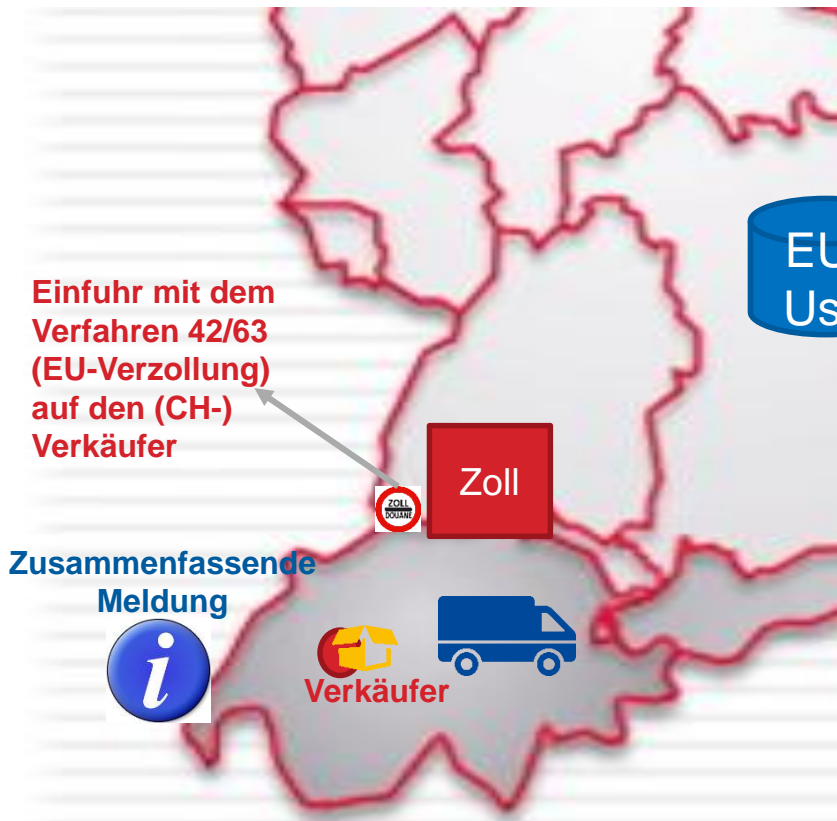 EU
Us
Einfuhr mit dem
Verfahren 42/63
(EU-Verzollung)
auf den (CH-)
Verkäufer
Zoll
ZOLL
DOUANE
Zusammenfassende
Meldung
i
Verkäufer